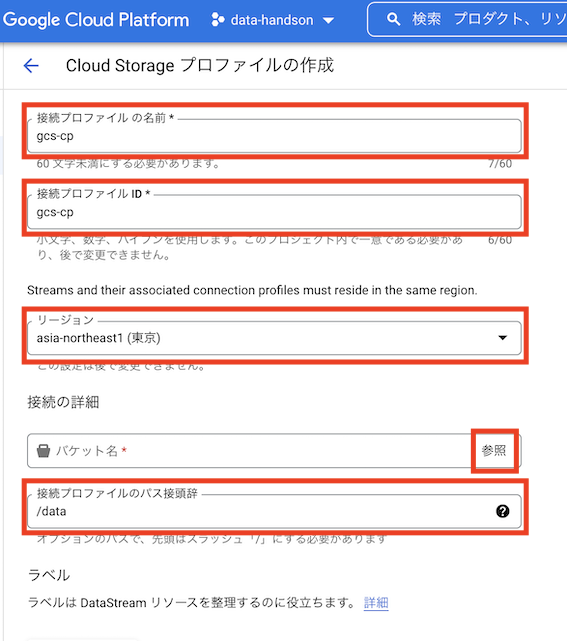 Google Cloud Platform data-handson 検索 プロダクト、リソ
Cloud Storage プロファイルの作成
接続プロファイル の名前 *
gcs-cp
60 文字未満にする必要があります。 7/60
接続プロファイル ID *
gcs-cp
小文字、数字、ハイフンを使用します。このプロジェクト内で一意である必要があ 6/60
り、後で変更できません。
Streams and their associated connection profiles must reside in the same region.
リージョン
asia-northeast1 (東京)
この設定は後で変更できません。
接続の詳細
バケット名 * 参照
接続プロファイルのパス接頭辞
/data
オプションのパスで、先頭はスラッシュ「/」にする必要があります
ラベル
ラベルは DataStream リソースを整理するのに役立ちます。 詳細